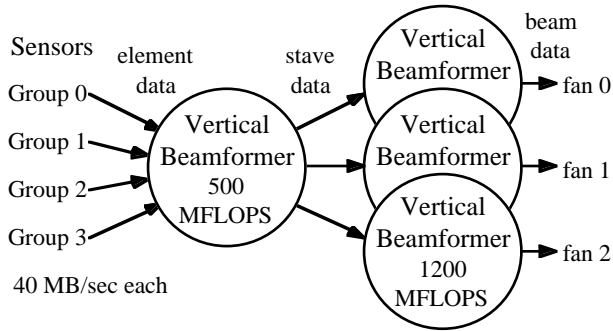 Sensors
element
data
stave
data
beam
data
Group 0
Group 1
Group 2
Group 3
40 MB/sec each
Vertical
Beamformer
500
MFLOPS
Vertical
Beamformer
fan 0
Vertical
Beamformer
fan 1
Vertical
Beamformer
1200
MFLOPS
fan 2